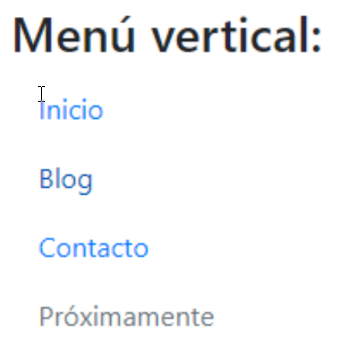 Menú vertical:
Inicio
Blog
Contacto
Próximamente